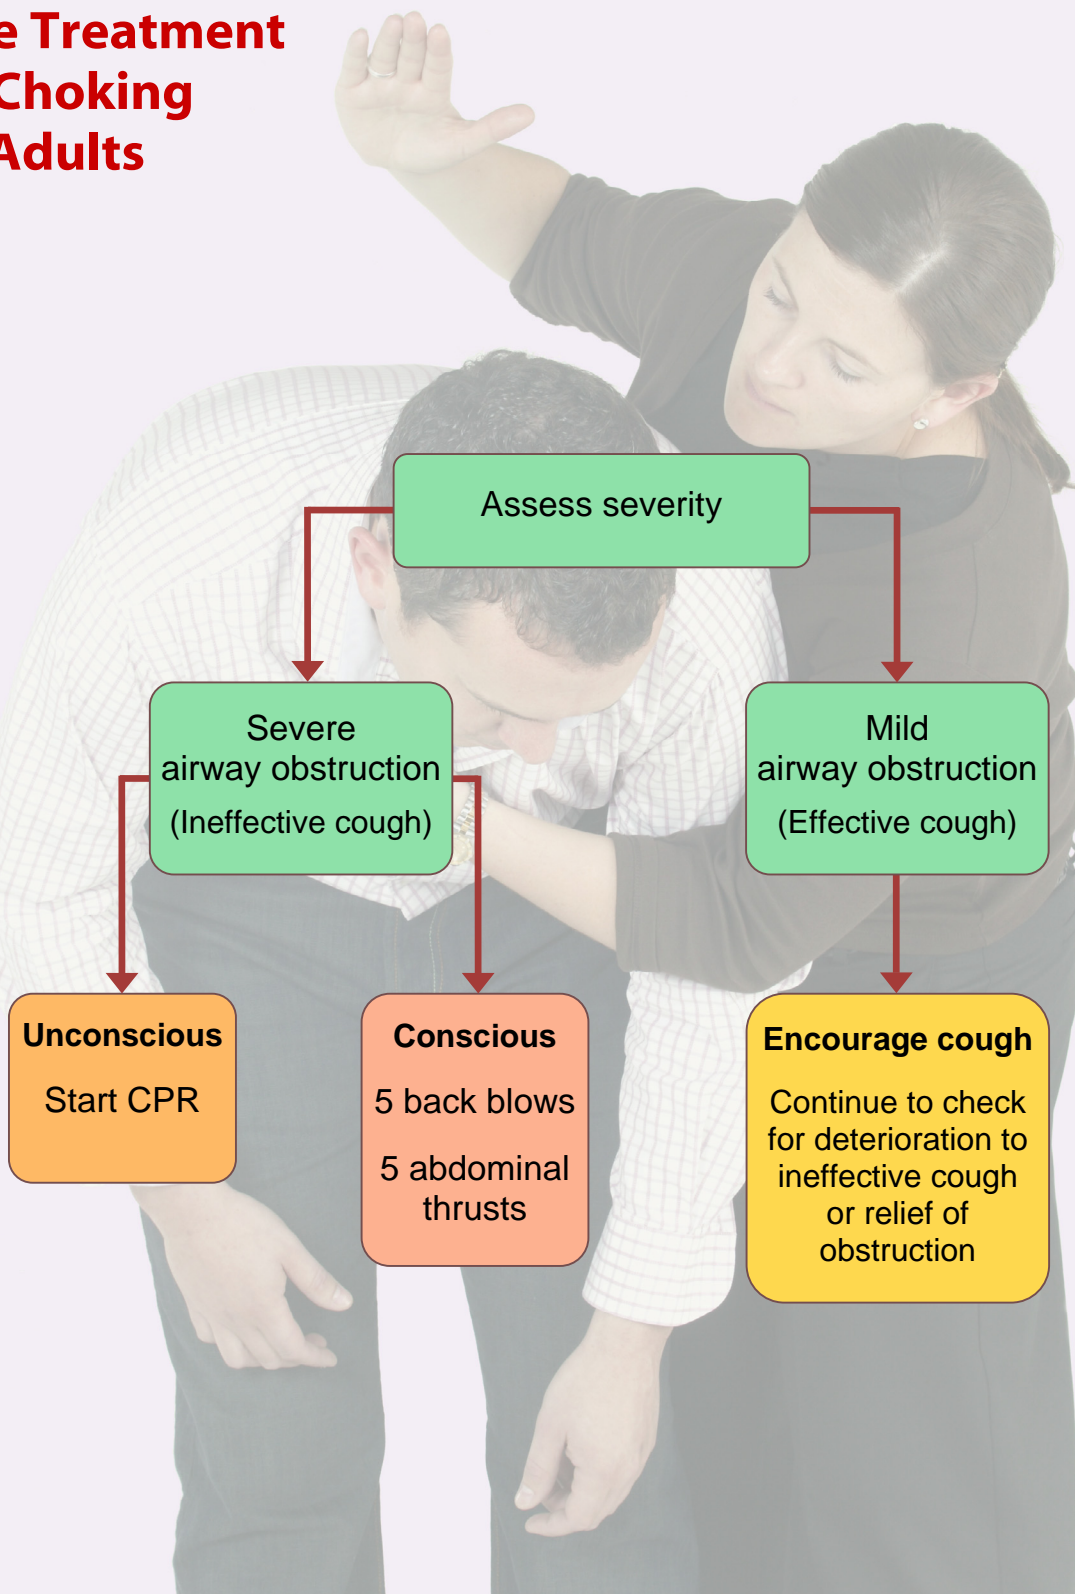 e Treatment
Choking
Adults
Assess severity
Severe
airway obstruction
(Ineffective cough)
Mild
airway obstruction
(Effective cough)
Unconscious
Start CPR
Conscious
5 back blows
5 abdominal
thrusts
Encourage cough
Continue to check
for deterioration to
ineffective cough
or relief of
obstruction